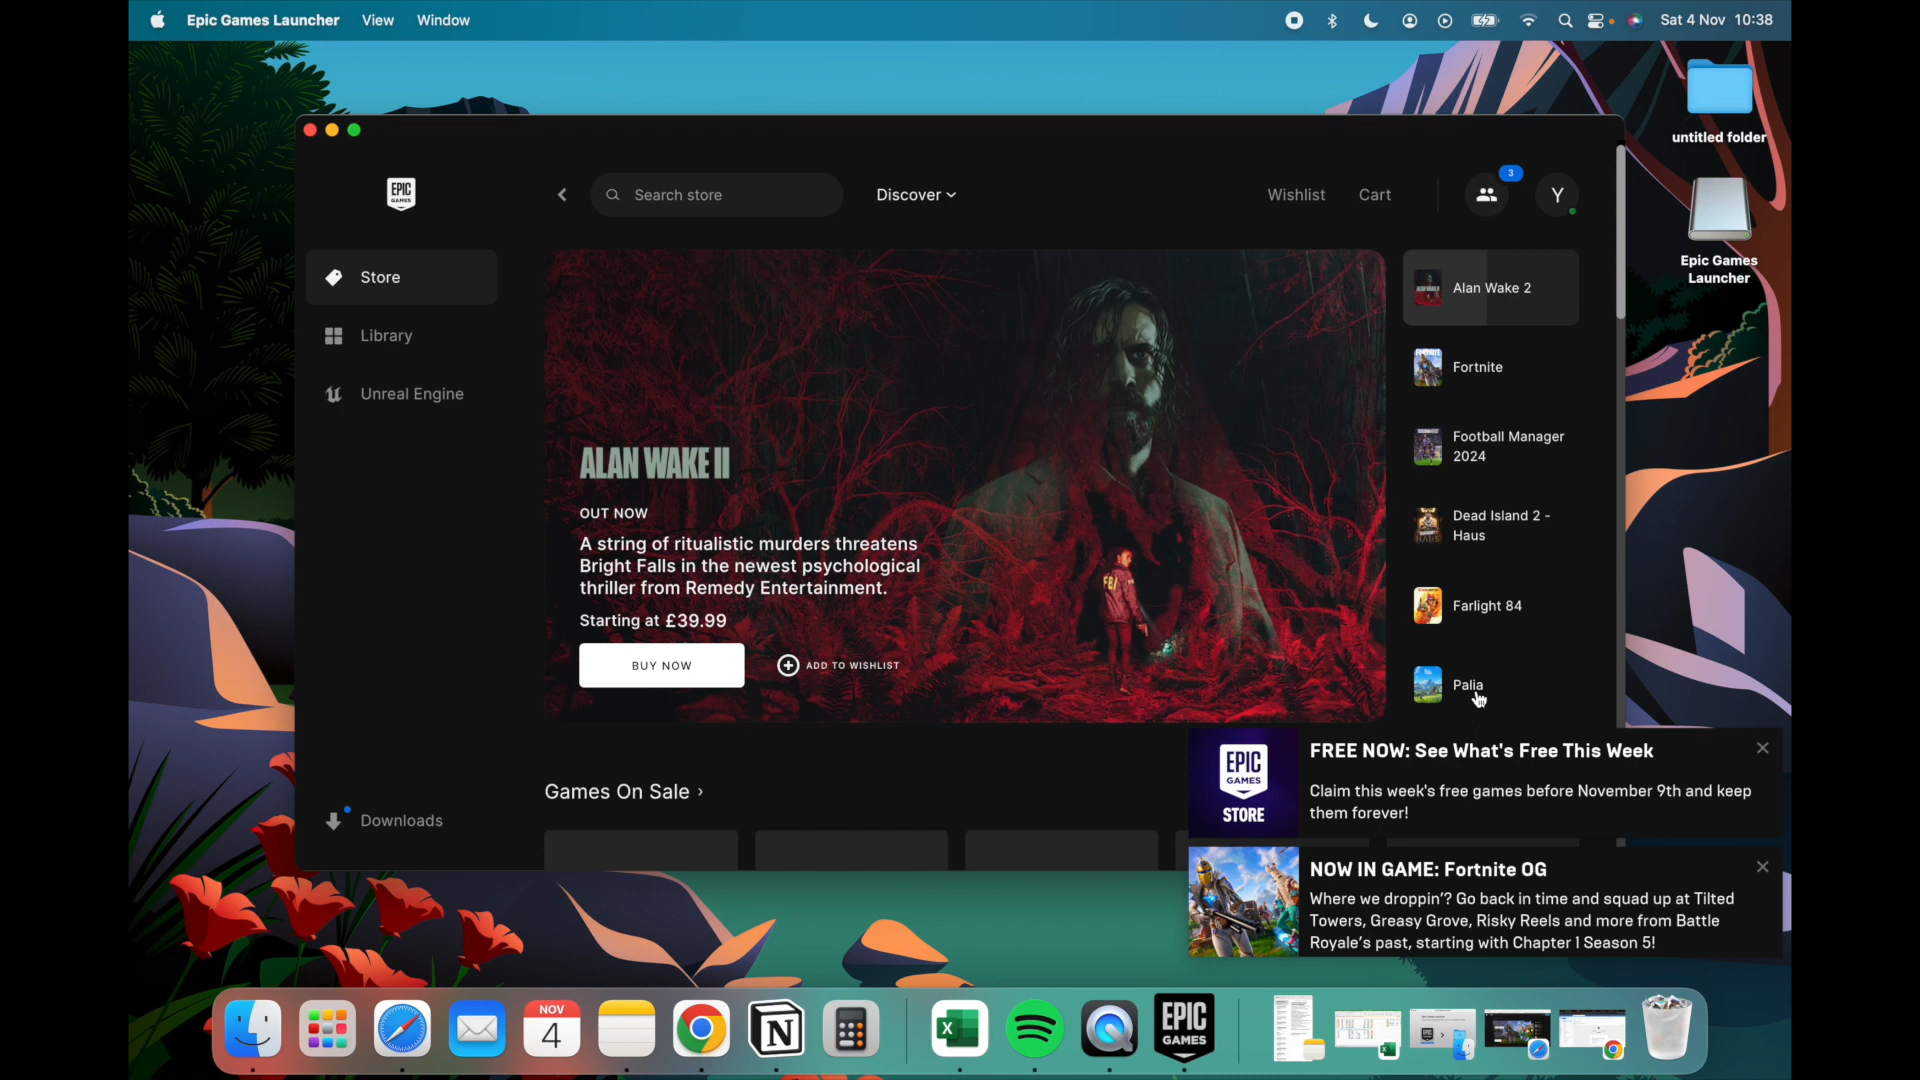 Epic Games Launcher View Window
Sat 4 Nov 10:38
untitled folder
Epic Games
Launcher
EPIC
GAMES
Search store
Discover
Wishlist
Cart
3
Y
Store
Library
Unreal Engine
Downloads
ALAN WAKE II
OUT NOW
A string of ritualistic murders threatens
Bright Falls in the newest psychological
thriller from Remedy Entertainment.
Starting at £39.99
BUY NOW
ADD TO WISHLIST
FBI
Alan Wake 2
Fortnite
Football Manager
2024
Dead Island 2 -
Haus
Farlight 84
Palia
Games On Sale ›
EPIC
GAMES
STORE
FREE NOW: See What's Free This Week
Claim this week's free games before November 9th and keep
them forever!
NOW IN GAME: Fortnite OG
Where we droppin'? Go back in time and squad up at Tilted
Towers, Greasy Grove, Risky Reels and more from Battle
Royale's past, starting with Chapter 1 Season 5!
NOV
4
N
X
EPIC
GAMES